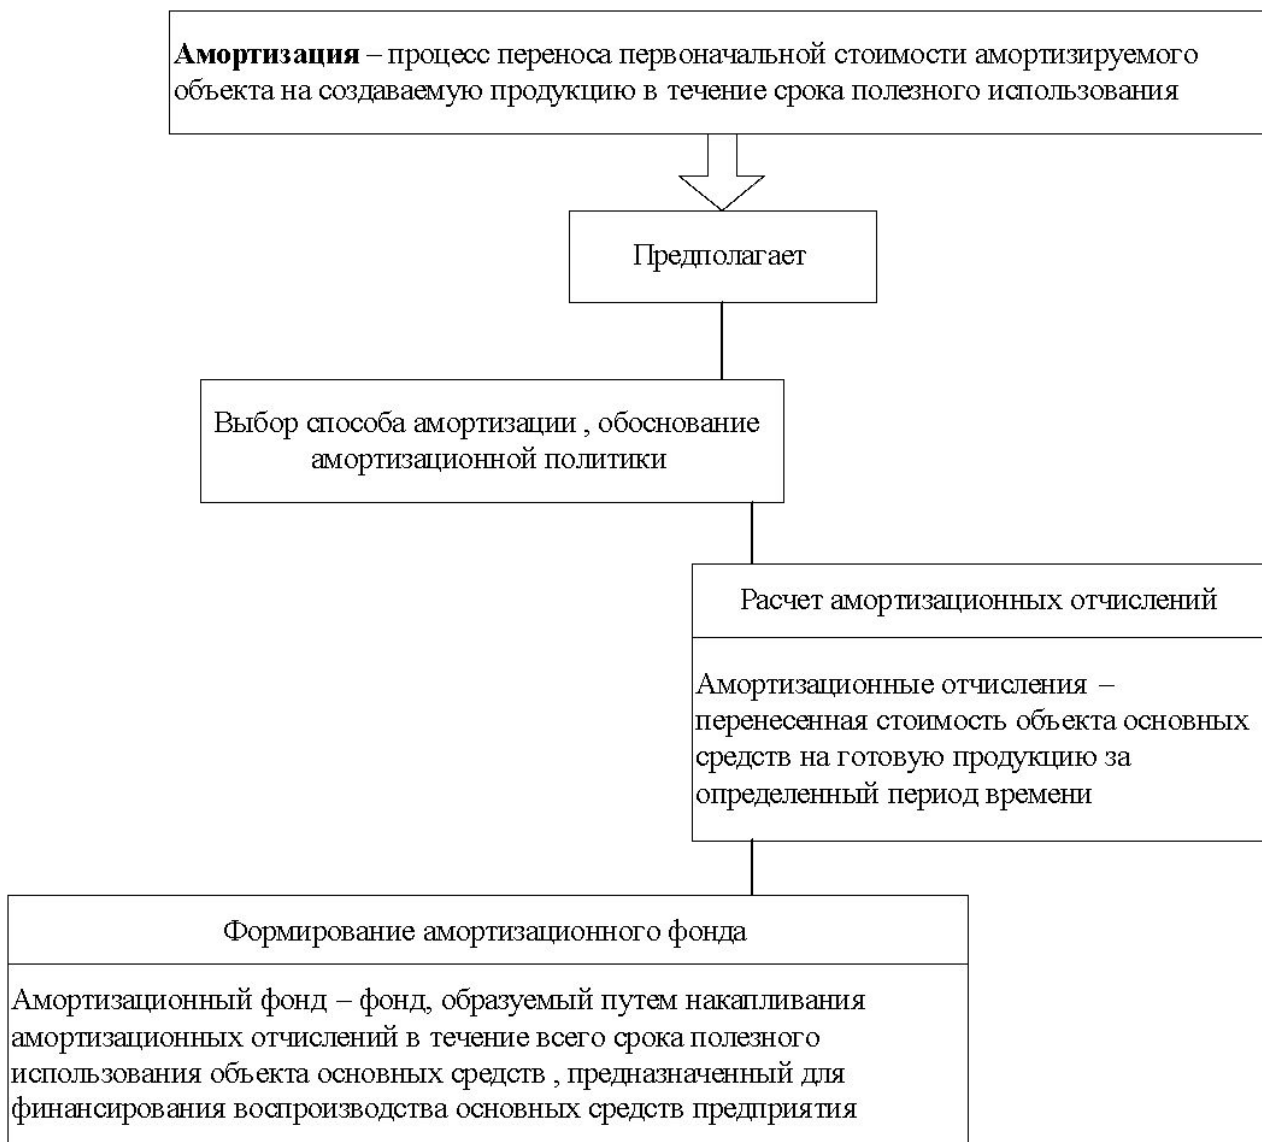 Амортизация – процесс переноса первоначальной стоимости амортизируемого
объекта на создаваемую продукцию в течение срока полезного использования
Предполагает
Выбор способа амортизации , обоснование
амортизационной политики
Расчет амортизационных отчислений
Амортизационные отчисления –
перенесенная стоимость объекта основных
средств на готовую продукцию за
определенный период времени
Формирование амортизационного фонда
Амортизационный фонд – фонд, образуемый путем накапливания
амортизационных отчислений в течение всего срока полезного
использования объекта основных средств , предназначенный для
финансирования воспроизводства основных средств предприятия